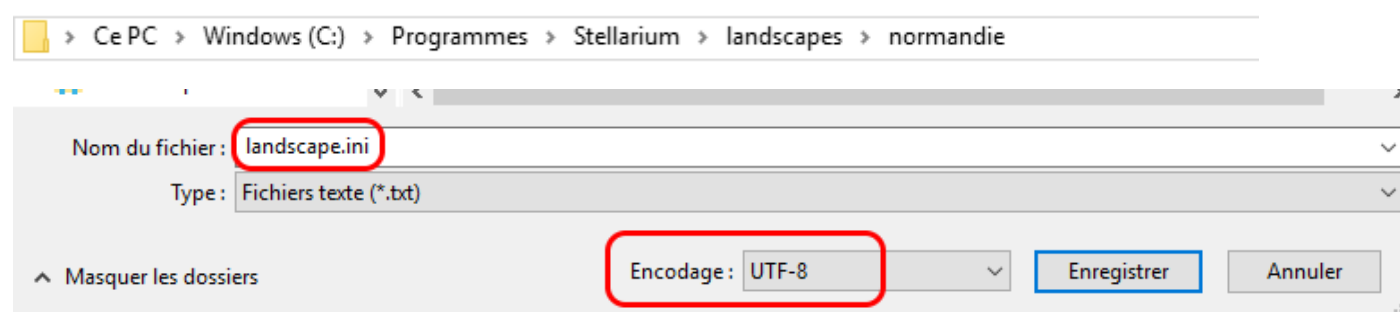 Ce PC > Windows (C:) > Programmes > Stellarium > landscapes > normandie
Nom du fichier : landscape.ini
Type : Fichiers texte (*.txt)
Masquer les dossiers Encodage : UTF-8 Enregistrer Annuler